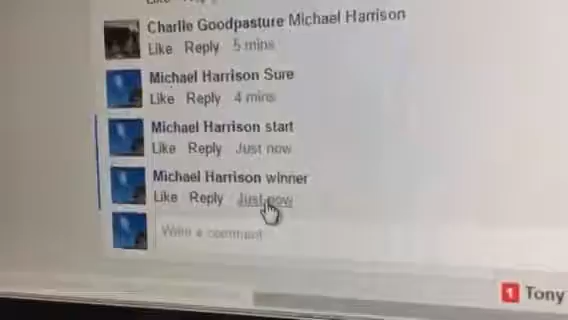 Charlie Goodpasture Michael Harrison
Like Reply 5 mins
Michael Harrison Sure
Like Reply 4 mins
Michael Harrison start
Like Reply Just now
Michael Harrison winner
Like Reply Just now
Write a comment
1 Tony